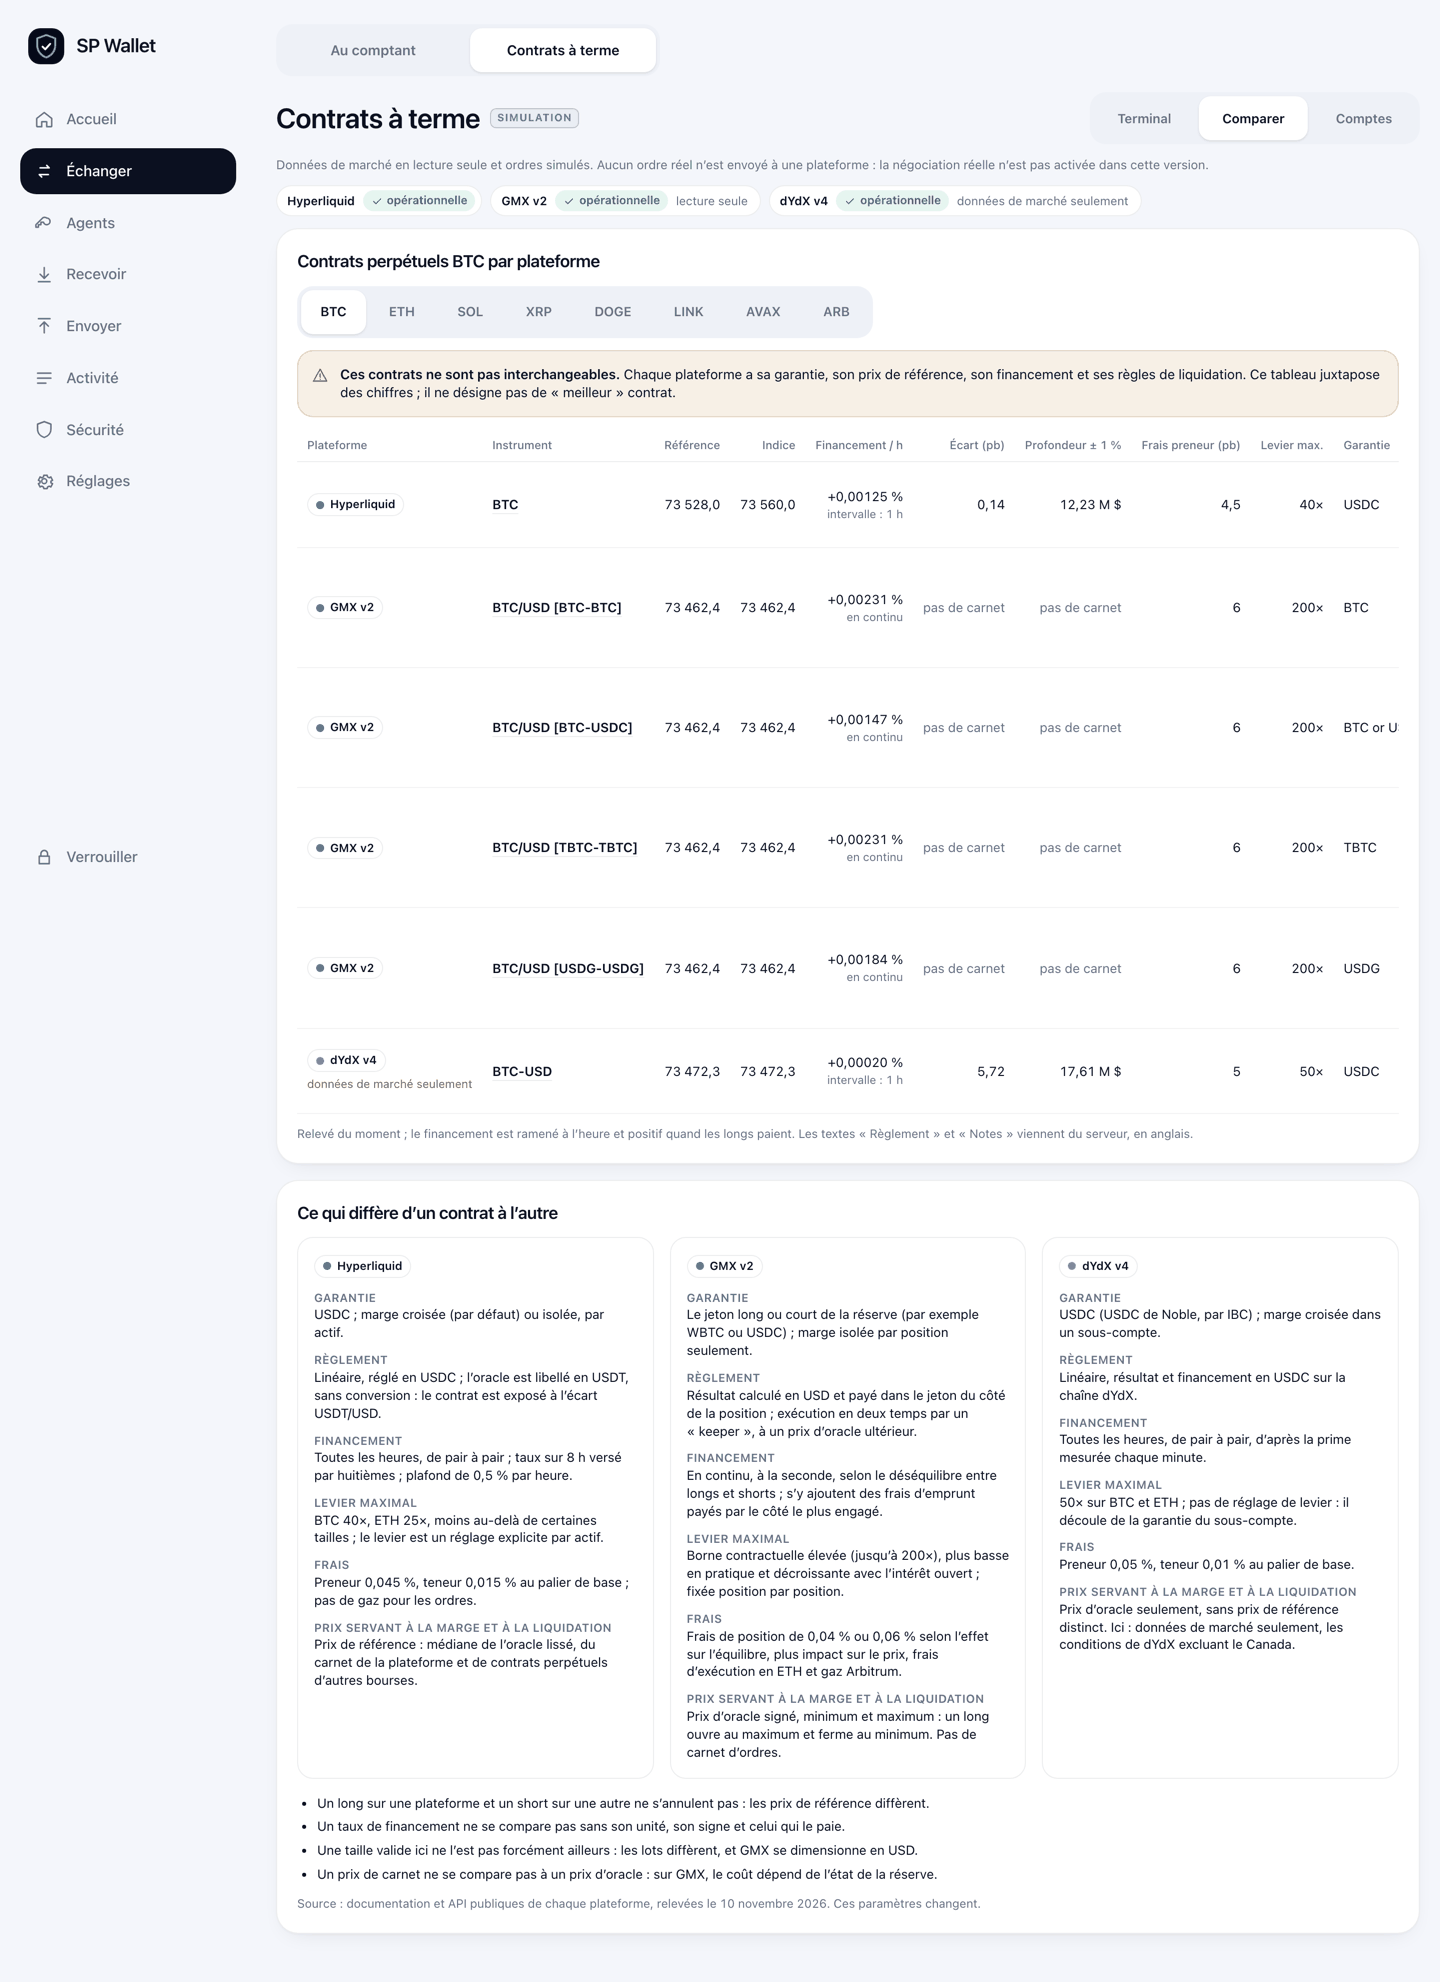 SP Wallet
Accueil
Échanger
Agents
Recevoir
Envoyer
Activité
Sécurité
Réglages
Verrouiller
Au comptant
Contrats à terme
Contrats à terme SIMULATION
Terminal
Comparer
Comptes
Données de marché en lecture seule et ordres simulés. Aucun ordre réel n'est envoyé à une plateforme : la négociation réelle n'est pas activée dans cette version.
Hyperliquid opérationnelle
GMX v2 opérationnelle lecture seule
dYdX v4 opérationnelle données de marché seulement
Contrats perpétuels BTC par plateforme
BTC ETH SOL XRP DOGE LINK AVAX ARB
Ces contrats ne sont pas interchangeables. Chaque plateforme a sa garantie, son prix de référence, son financement et ses règles de liquidation. Ce tableau juxtapose
des chiffres ; il ne désigne pas de « meilleur » contrat.
Plateforme Instrument Référence Indice Financement / h Écart (pb) Profondeur ± 1 % Frais preneur (pb) Levier max. Garantie
Hyperliquid BTC 73 528,0 73 560,0 +0,00125 % 0,14 12,23 M $ 4,5 40× USDC
intervalle : 1 h
GMX v2 BTC/USD [BTC-BTC] 73 462,4 73 462,4 +0,00231 % pas de carnet pas de carnet 6 200× BTC
en continu
GMX v2 BTC/USD [BTC-USDC] 73 462,4 73 462,4 +0,00147 % pas de carnet pas de carnet 6 200× BTC or
en continu
GMX v2 BTC/USD [TBTC-TBTC] 73 462,4 73 462,4 +0,00231 % pas de carnet pas de carnet 6 200× TBTC
en continu
GMX v2 BTC/USD [USDG-USDG] 73 462,4 73 462,4 +0,00184 % pas de carnet pas de carnet 6 200× USDG
en continu
dYdX v4 BTC-USD 73 472,3 73 472,3 +0,00020 % 5,72 17,61 M $ 5 50× USDC
données de marché seulement intervalle : 1 h
Relevé du moment ; le financement est ramené à l'heure et positif quand les longs paient. Les textes « Règlement » et « Notes » viennent du serveur, en anglais.
Ce qui diffère d'un contrat à l'autre
Hyperliquid
GARANTIE
USDC ; marge croisée (par défaut) ou isolée, par
actif.
RÈGLEMENT
Linéaire, réglé en USDC ; l'oracle est libellé en USDT,
sans conversion : le contrat est exposé à l'écart
USDT/USD.
FINANCEMENT
Toutes les heures, de pair à pair ; taux sur 8 h versé
par huitièmes ; plafond de 0,5 % par heure.
LEVIER MAXIMAL
BTC 40×, ETH 25×, moins au-delà de certaines
tailles ; le levier est un réglage explicite par actif.
FRAIS
Preneur 0,045 %, teneur 0,015 % au palier de base ;
pas de gaz pour les ordres.
PRIX SERVANT À LA MARGE ET À LA LIQUIDATION
Prix de référence : médiane de l'oracle lissé, du
carnet de la plateforme et de contrats perpétuels
d'autres bourses.
GMX v2
GARANTIE
Le jeton long ou court de la réserve (par exemple
WBTC ou USDC) ; marge isolée par position
seulement.
RÈGLEMENT
Résultat calculé en USD et payé dans le jeton du côté
de la position ; exécution en deux temps par un
« keeper », à un prix d'oracle ultérieur.
FINANCEMENT
En continu, à la seconde, selon le déséquilibre entre
longs et shorts ; s'y ajoutent des frais d'emprunt
payés par le côté le plus engagé.
LEVIER MAXIMAL
Borne contractuelle élevée (jusqu'à 200×), plus basse
en pratique et décroissante avec l'intérêt ouvert ;
fixée position par position.
FRAIS
Frais de position de 0,04 % ou 0,06 % selon l'effet
sur l'équilibre, plus impact sur le prix, frais
d'exécution en ETH et gaz Arbitrum.
PRIX SERVANT À LA MARGE ET À LA LIQUIDATION
Prix d'oracle signé, minimum et maximum : un long
ouvre au maximum et ferme au minimum. Pas de
carnet d'ordres.
dYdX v4
GARANTIE
USDC (USDC de Noble, par IBC) ; marge croisée dans
un sous-compte.
RÈGLEMENT
Linéaire, résultat et financement en USDC sur la
chaîne dYdX.
FINANCEMENT
Toutes les heures, de pair à pair, d'après la prime
mesurée chaque minute.
LEVIER MAXIMAL
50× sur BTC et ETH ; pas de réglage de levier : il
découle de la garantie du sous-compte.
FRAIS
Preneur 0,05 %, teneur 0,01 % au palier de base.
PRIX SERVANT À LA MARGE ET À LA LIQUIDATION
Prix d'oracle seulement, sans prix de référence
distinct. Ici : données de marché seulement, les
conditions de dYdX excluant le Canada.
• Un long sur une plateforme et un short sur une autre ne s'annulent pas : les prix de référence diffèrent.
• Un taux de financement ne se compare pas sans son unité, son signe et celui qui le paie.
• Une taille valide ici ne l'est pas forcément ailleurs : les lots diffèrent, et GMX se dimensionne en USD.
• Un prix de carnet ne se compare pas à un prix d'oracle : sur GMX, le coût dépend de l'état de la réserve.
Source : documentation et API publiques de chaque plateforme, relevées le 10 novembre 2026. Ces paramètres changent.